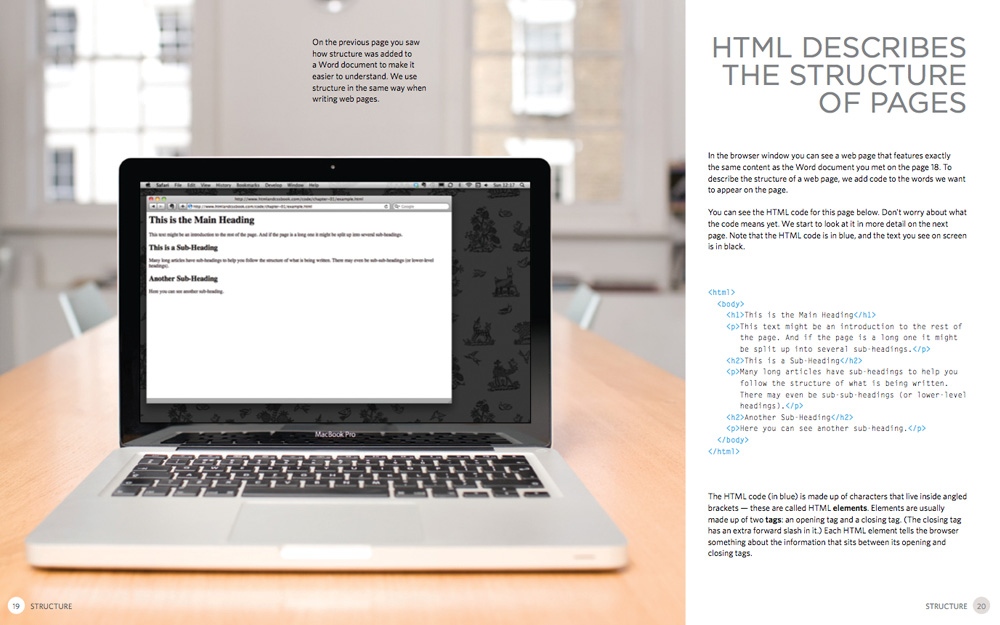 On the previous page you saw
how structure was added to
a Word document to make it
easier to understand. We use
structure in the same way when
writing web pages.
Safari File Edit View History Bookmarks Develop Window Help
Sun 12:17
http://www.htmlandcssbook.com/code/chapter-01/example.html
http://www.htmlandcssbook.com/code/chapter-01/example.html
Google
This is the Main Heading
This text might be an introduction to the rest of the page. And if the page is a long one it might be split up into several sub-headings.
This is a Sub-Heading
Many long articles have sub-headings to help you follow the structure of what is being written. There may even be sub-sub-headings (or lower-level
headings).
Another Sub-Heading
Here you can see another sub-heading.
MacBook Pro
19 STRUCTURE
HTML DESCRIBES
THE STRUCTURE
OF PAGES
In the browser window you can see a web page that features exactly
the same content as the Word document you met on the page 18. To
describe the structure of a web page, we add code to the words we want
to appear on the page.
You can see the HTML code for this page below. Don't worry about what
the code means yet. We start to look at it in more detail on the next
page. Note that the HTML code is in blue, and the text you see on screen
is in black.
<html>
<body>
<h1>This is the Main Heading</h1>
<p>This text might be an introduction to the rest of
the page. And if the page is a long one it might
be split up into several sub-headings.</p>
<h2>This is a Sub-Heading</h2>
<p>Many long articles have sub-headings to help you
follow the structure of what is being written.
There may even be sub-sub-headings (or lower-level
headings).</p>
<h2>Another Sub-Heading</h2>
<p>Here you can see another sub-heading.</p>
</body>
</html>
The HTML code (in blue) is made up of characters that live inside angled
brackets — these are called HTML elements. Elements are usually
made up of two tags: an opening tag and a closing tag. (The closing tag
has an extra forward slash in it.) Each HTML element tells the browser
something about the information that sits between its opening and
closing tags.
STRUCTURE 20